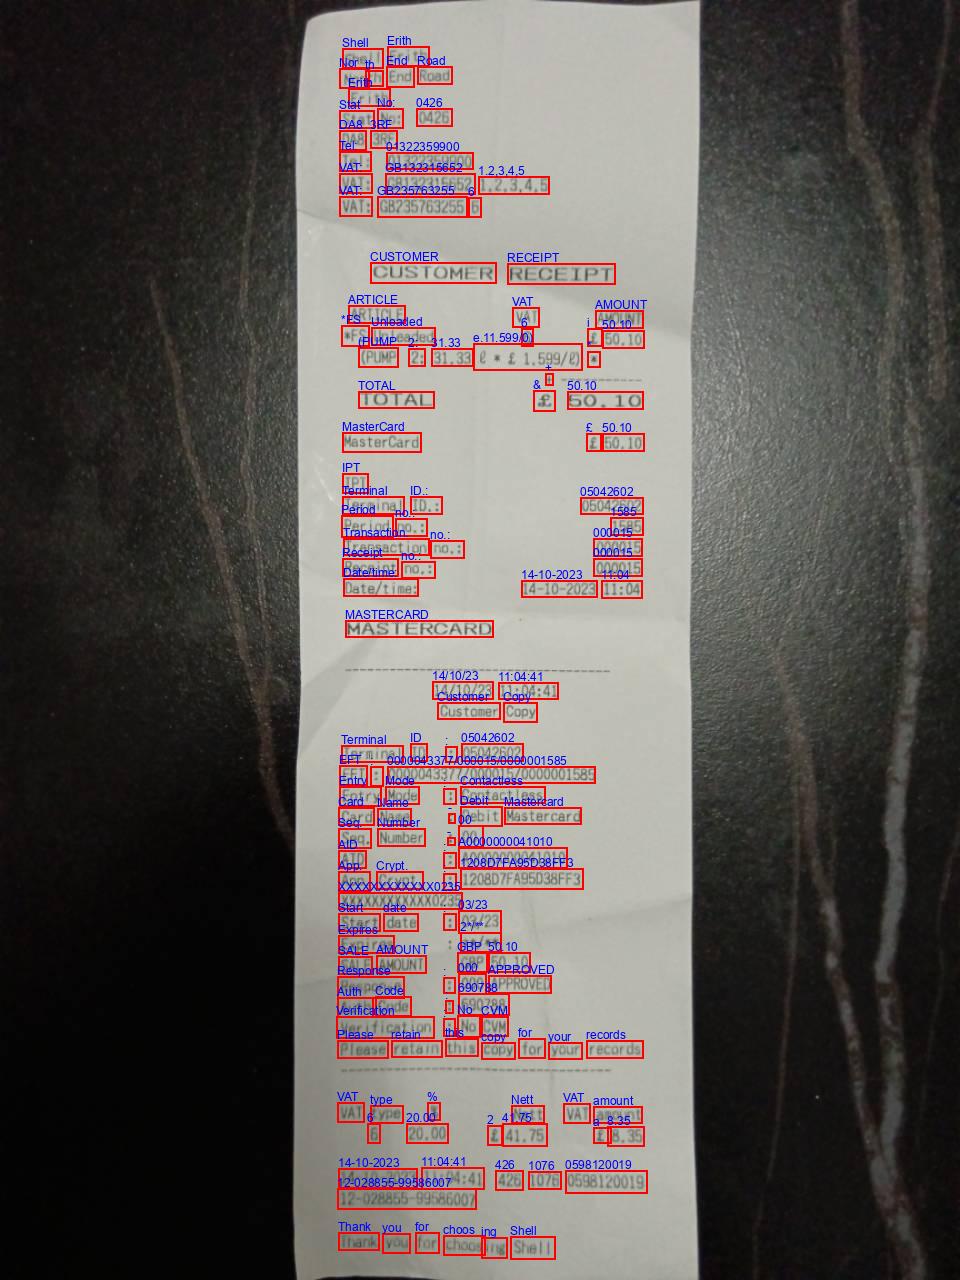 Shell Erith
North End Road
Erith
Stat No: 0426
DA8 3RF
Tel: 01322359900
VAT: GB132315652 1,2,3,4,5
VAT: GB235763255 6
CUSTOMER RECEIPT
ARTICLE VAT AMOUNT
*FS Unleaded 6 £ 50.10
(PUMP 2: 31.33 ℓ * £ 1.599/ℓ) *
TOTAL £ 50.10
MasterCard £ 50.10
IPT
Terminal ID.: 05042602
Period no.: 1585
Transaction no.: 000015
Receipt no.: 000015
Date/time: 14-10-2023 11:04
MASTERCARD
14/10/23 11:04:41
Customer Copy
Terminal ID : 05042602
EFT : 0000043377/000015/0000001585
Entry Mode : Contactless
Card Name : Debit Mastercard
Seq. Number : 00
AID : A0000000041010
App. Crypt. : 1208D7FA95D38FF3
XXXXXXXXXXXX0235
Start date : 03/23
Expires : **/**
SALE AMOUNT GBP 50.10
Response : 000 APPROVED
Auth Code : 690788
Verification : No CVM
Please retain this copy for your records
VAT type % Nett VAT amount
6 20.00 £ 41.75 £ 8.35
14-10-2023 11:04:41 426 1076 0598120019
12-028855-99586007
Thank you for choosing Shell